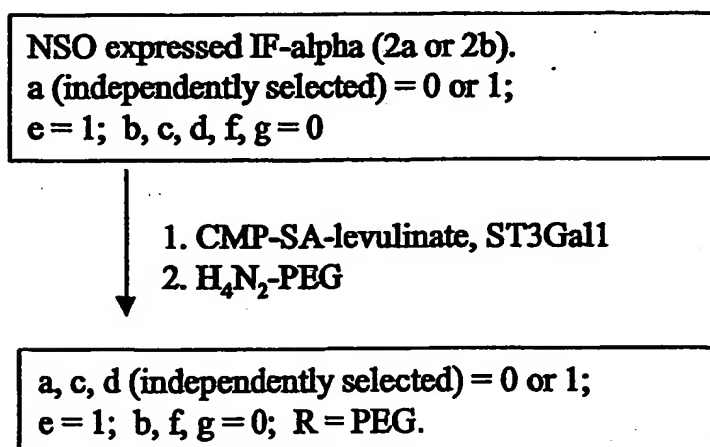 NSO expressed IF-alpha (2a or 2b).
a (independently selected) = 0 or 1;
e = 1; b, c, d, f, g = 0
1. CMP-SA-levulinate, ST3Gal1
2. H₄N₂-PEG
a, c, d (independently selected) = 0 or 1;
e = 1; b, f, g = 0; R = PEG.